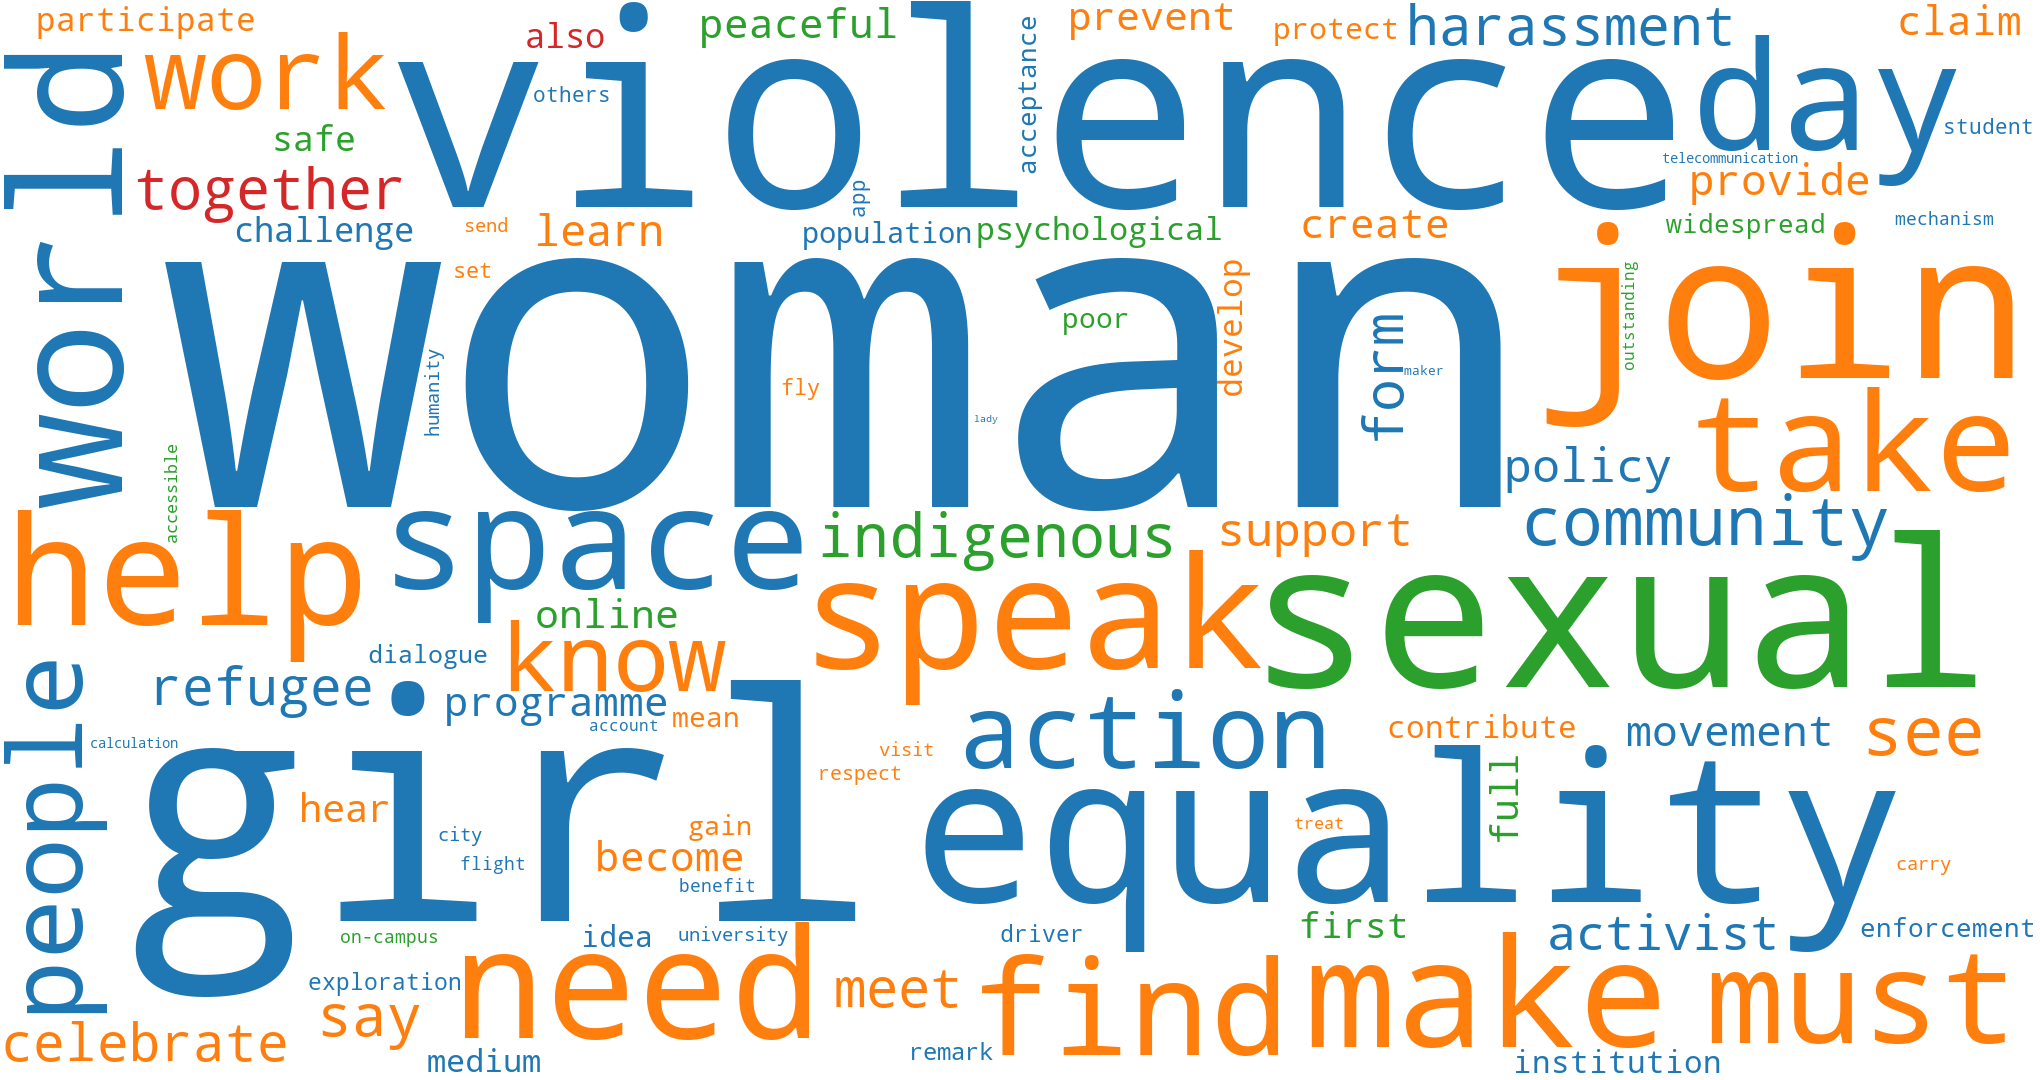 participate
work
also
violence
peaceful
acceptance
prevent
protect
harassment
claim
world
others
day
student
safe
telecommunication
together
app
provide
challenge
send
learn
population
psychological
create
widespread
mechanism
set
woman
develop
join
outstanding
poor
form
humanity
fly
maker
lady
take
accessible
policy
help
space
indigenous
support
community
online
speak
sexual
know
dialogue
people
refugee
programme
account
mean
action
contribute
movement
see
calculation
girl
visit
respect
equality
full
hear
city
gain
treat
flight
become
benefit
carry
on-campus
idea
university
driver
first
activist
enforcement
exploration
need
meet
find
make
must
say
celebrate
medium
remark
institution